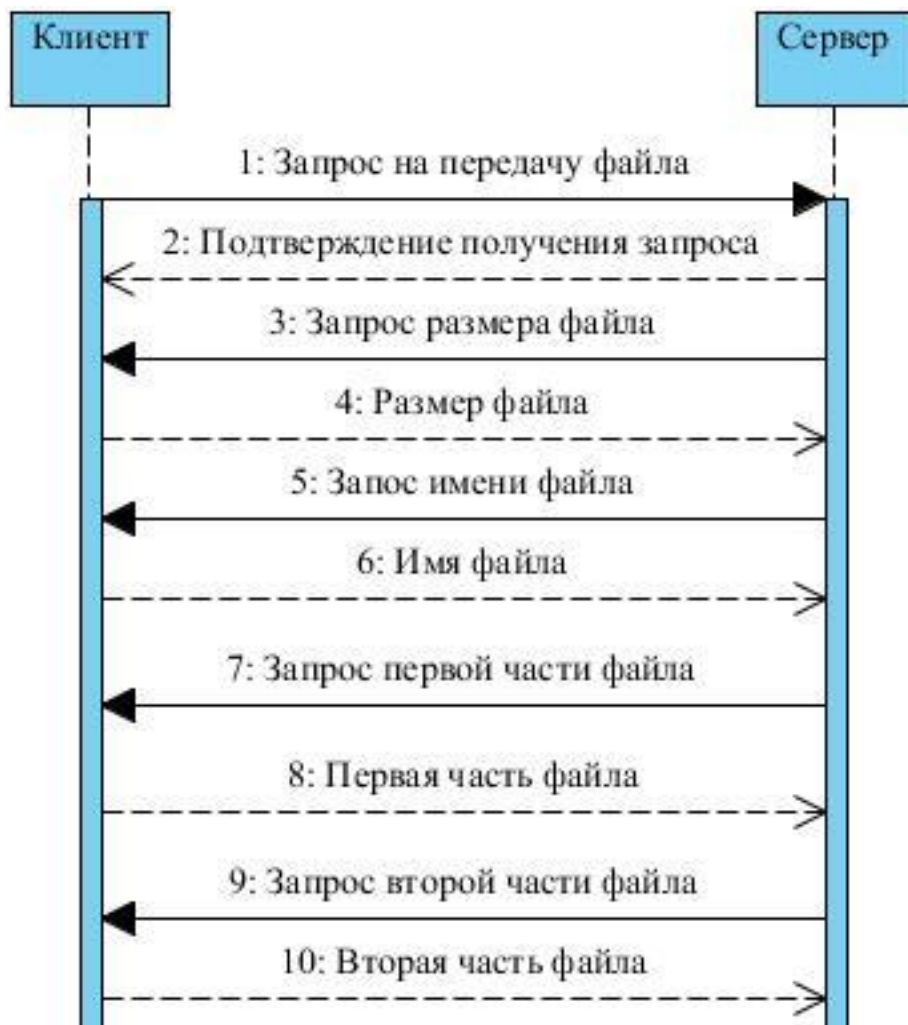 Клиент
Сервер
1: Запрос на передачу файла
2: Подтверждение получения запроса
3: Запрос размера файла
4: Размер файла
5: Запос имени файла
6: Имя файла
7: Запрос первой части файла
8: Первая часть файла
9: Запрос второй части файла
10: Вторая часть файла